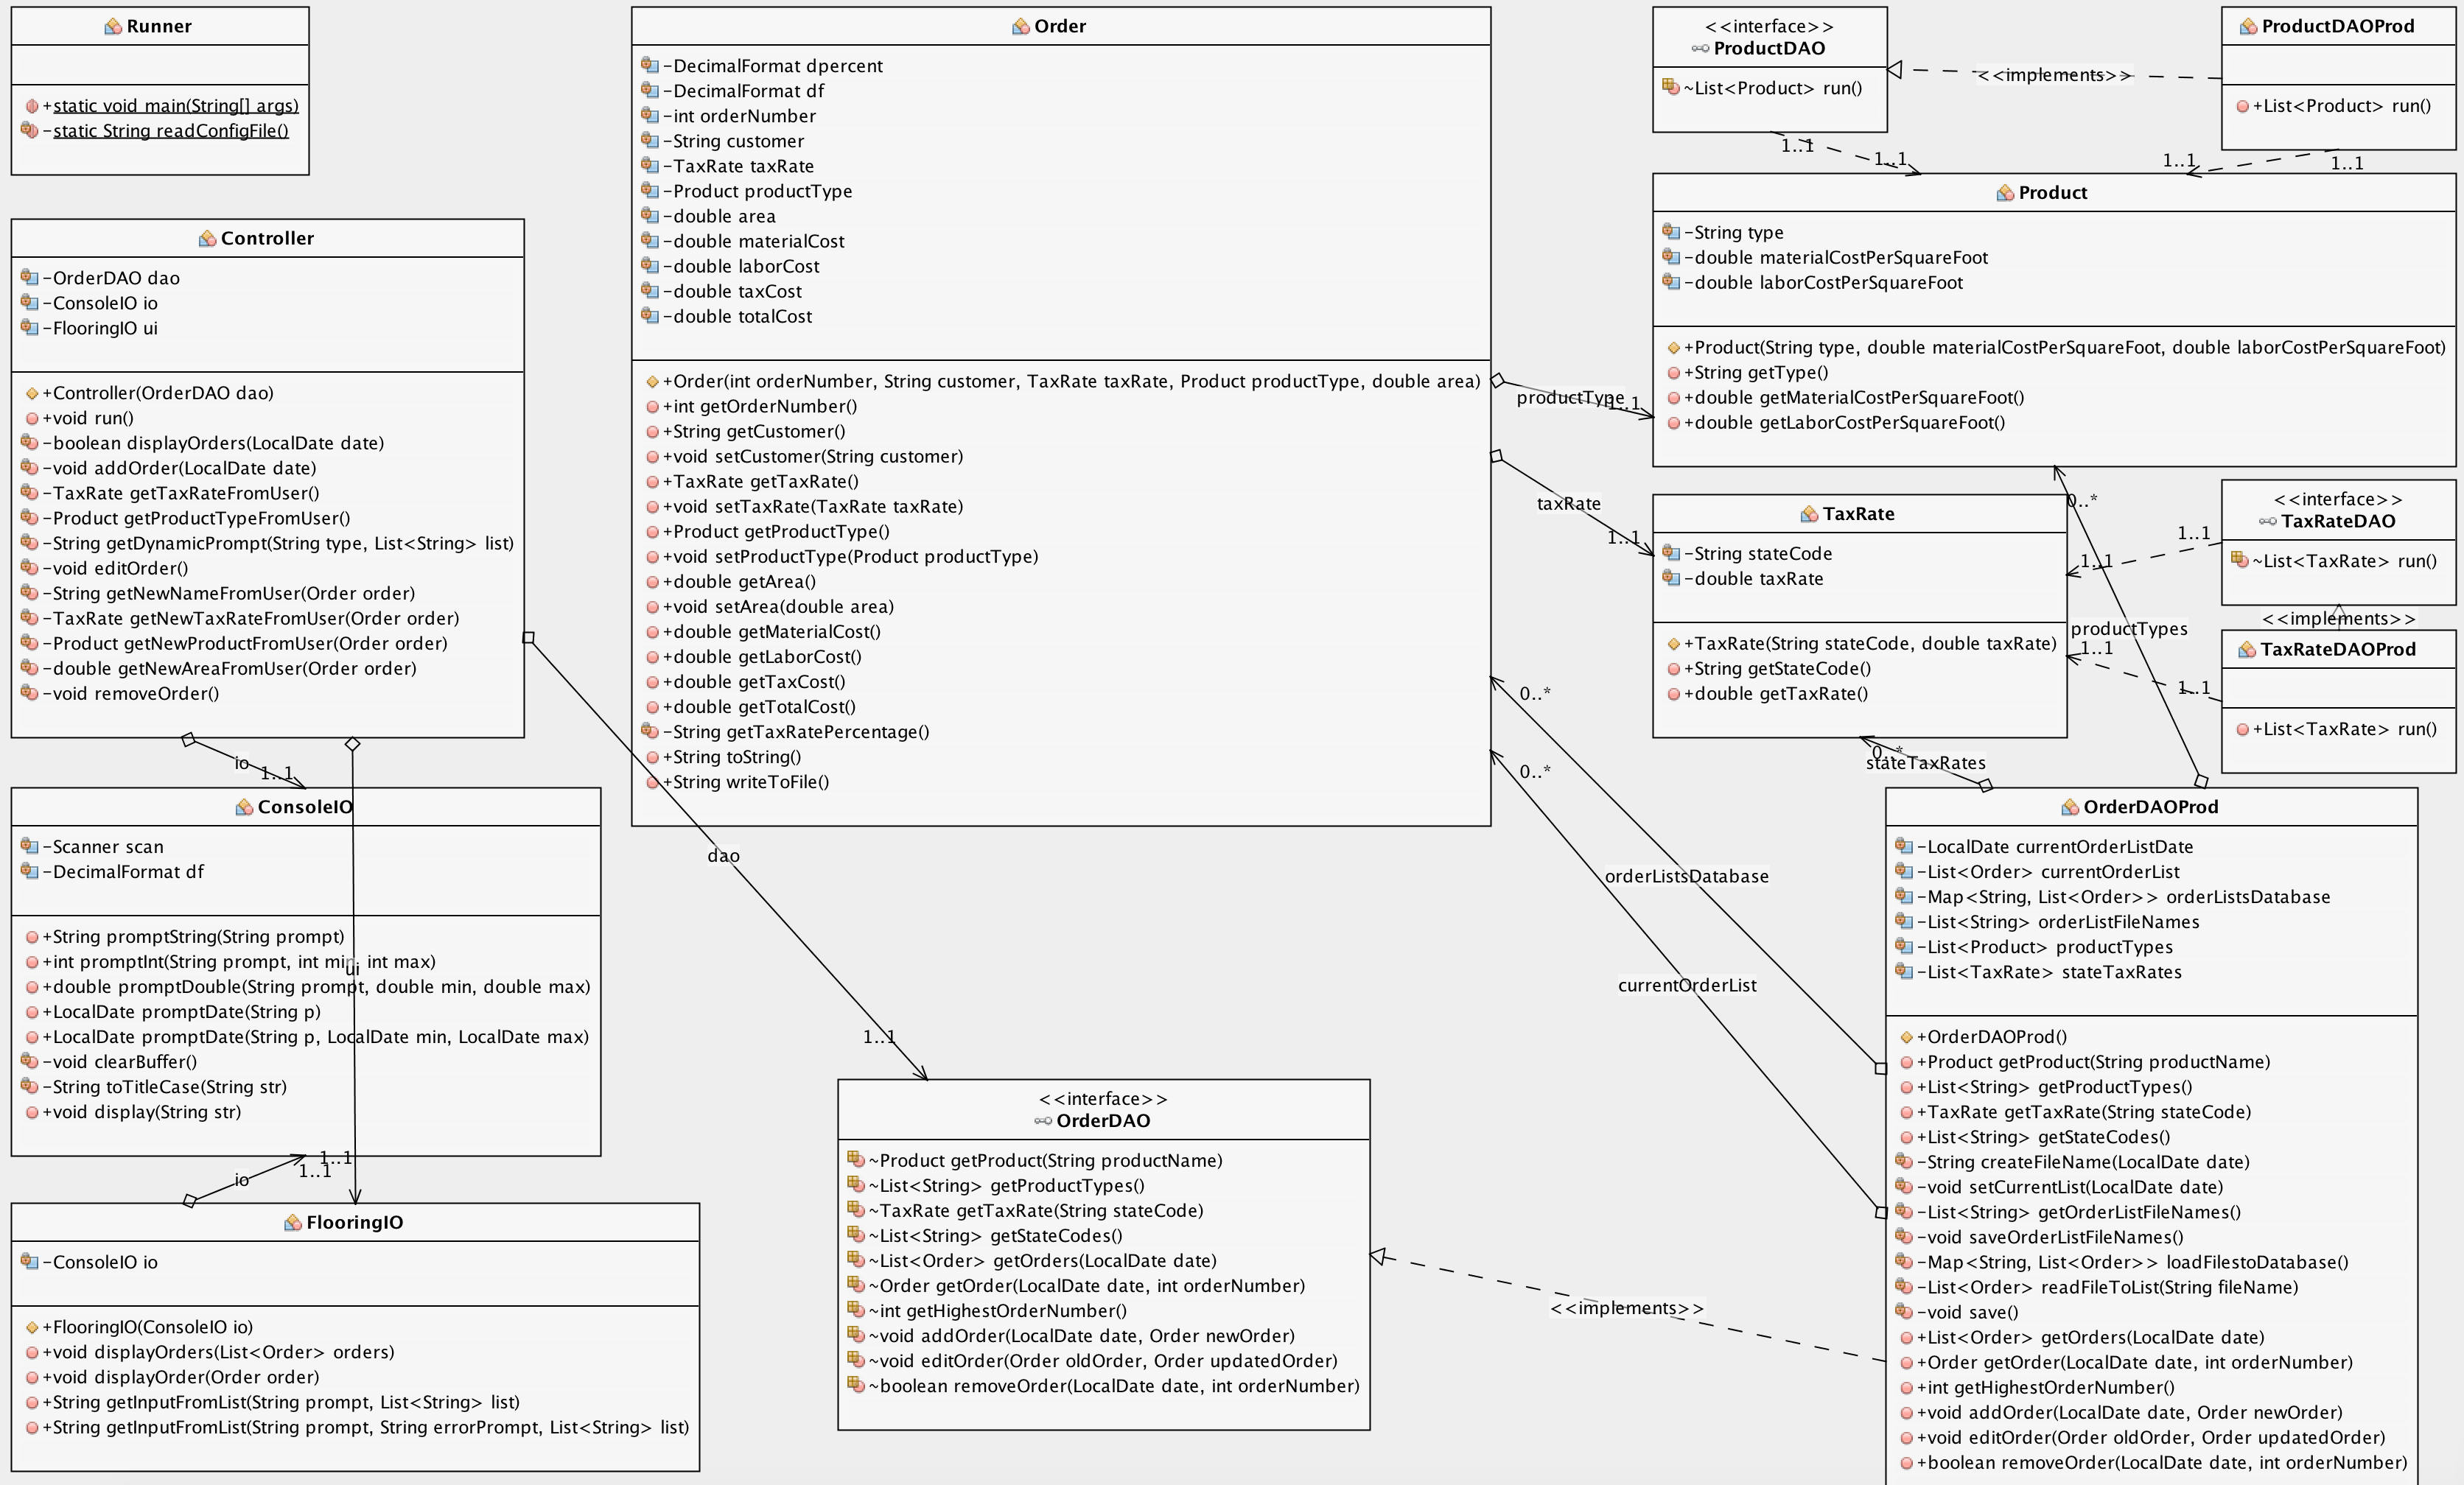 Runner
+static void main(String[] args)
-static String readConfigFile()
Controller
-OrderDAO dao
-ConsoleIO io
-FlooringIO ui
+Controller(OrderDAO dao)
+void run()
-boolean displayOrders(LocalDate date)
-void addOrder(LocalDate date)
-TaxRate getTaxRateFromUser()
-Product getProductTypeFromUser()
-String getDynamicPrompt(String type, List<String> list)
-void editOrder()
-String getNewNameFromUser(Order order)
-TaxRate getNewTaxRateFromUser(Order order)
-Product getNewProductFromUser(Order order)
-double getNewAreaFromUser(Order order)
-void removeOrder()
io
1..1
ConsoleIO
-Scanner scan
-DecimalFormat df
+String promptString(String prompt)
+int promptInt(String prompt, int min, int max)
ui
+double promptDouble(String prompt, double min, double max)
+LocalDate promptDate(String p)
+LocalDate promptDate(String p, LocalDate min, LocalDate max)
-void clearBuffer()
-String toTitleCase(String str)
+void display(String str)
1..1
1..1
io
FlooringIO
-ConsoleIO io
+FlooringIO(ConsoleIO io)
+void displayOrders(List<Order> orders)
+void displayOrder(Order order)
+String getInputFromList(String prompt, List<String> list)
+String getInputFromList(String prompt, String errorPrompt, List<String> list)
Order
-DecimalFormat dpercent
-DecimalFormat df
-int orderNumber
-String customer
-TaxRate taxRate
-Product productType
-double area
-double materialCost
-double laborCost
-double taxCost
-double totalCost
+Order(int orderNumber, String customer, TaxRate taxRate, Product productType, double area)
+int getOrderNumber()
+String getCustomer()
+void setCustomer(String customer)
+TaxRate getTaxRate()
+void setTaxRate(TaxRate taxRate)
+Product getProductType()
+void setProductType(Product productType)
+double getArea()
+void setArea(double area)
+double getMaterialCost()
+double getLaborCost()
+double getTaxCost()
+double getTotalCost()
-String getTaxRatePercentage()
+String toString()
+String writeToFile()
dao
1..1
<<interface>>
OrderDAO
~Product getProduct(String productName)
~List<String> getProductTypes()
~TaxRate getTaxRate(String stateCode)
~List<String> getStateCodes()
~List<Order> getOrders(LocalDate date)
~Order getOrder(LocalDate date, int orderNumber)
~int getHighestOrderNumber()
~void addOrder(LocalDate date, Order newOrder)
~void editOrder(Order oldOrder, Order updatedOrder)
~boolean removeOrder(LocalDate date, int orderNumber)
productType
1..1
taxRate
1..1
0..*
0..*
orderListsDatabase
currentOrderList
<<implements>>
<<interface>>
ProductDAO
~List<Product> run()
<<implements>>
ProductDAOProd
+List<Product> run()
1..1
1..1
1..1
1..1
Product
-String type
-double materialCostPerSquareFoot
-double laborCostPerSquareFoot
+Product(String type, double materialCostPerSquareFoot, double laborCostPerSquareFoot)
+String getType()
+double getMaterialCostPerSquareFoot()
+double getLaborCostPerSquareFoot()
TaxRate
-String stateCode
-double taxRate
+TaxRate(String stateCode, double taxRate)
+String getStateCode()
+double getTaxRate()
0..*
1..1
1..1
productTypes
1..1
1..1
<<interface>>
TaxRateDAO
~List<TaxRate> run()
<<implements>>
TaxRateDAOProd
+List<TaxRate> run()
0..*
stateTaxRates
OrderDAOProd
-LocalDate currentOrderListDate
-List<Order> currentOrderList
-Map<String, List<Order>> orderListsDatabase
-List<String> orderListFileNames
-List<Product> productTypes
-List<TaxRate> stateTaxRates
+OrderDAOProd()
+Product getProduct(String productName)
+List<String> getProductTypes()
+TaxRate getTaxRate(String stateCode)
+List<String> getStateCodes()
-String createFileName(LocalDate date)
-void setCurrentList(LocalDate date)
-List<String> getOrderListFileNames()
-void saveOrderListFileNames()
-Map<String, List<Order>> loadFilestoDatabase()
-List<Order> readFileToList(String fileName)
-void save()
+List<Order> getOrders(LocalDate date)
+Order getOrder(LocalDate date, int orderNumber)
+int getHighestOrderNumber()
+void addOrder(LocalDate date, Order newOrder)
+void editOrder(Order oldOrder, Order updatedOrder)
+boolean removeOrder(LocalDate date, int orderNumber)